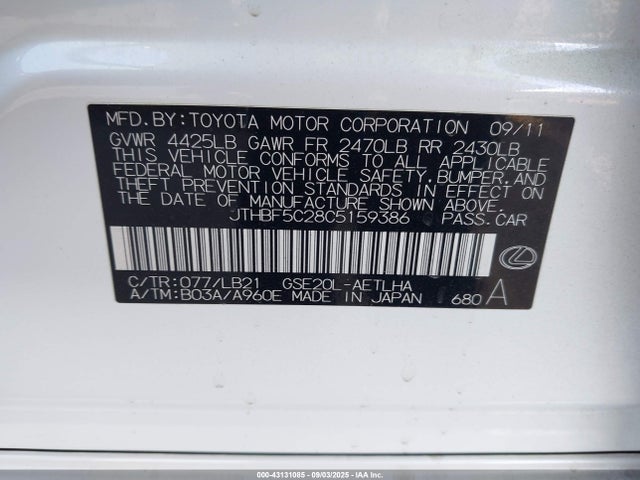 MFD.BY:TOYOTA MOTOR CORPORATION 09/11
GVWR 4425LB GAWR FR 2470LB RR 2430LB
THIS VEHICLE CONFORMS TO ALL APPLICABLE
FEDERAL MOTOR VEHICLE SAFETY,BUMPER,AND
THEFT PREVENTION STANDARDS IN EFFECT ON
THE DATE OF MANUFACTURE SHOWN ABOVE.
JTHBF5C28C5159386 PASS.CAR
C/TR:077/LB21 GSE20L-AETLHA
A/TM:B03A/A960E MADE IN JAPAN 680 A
000-43131085 - 09/03/2025 - IAA Inc.